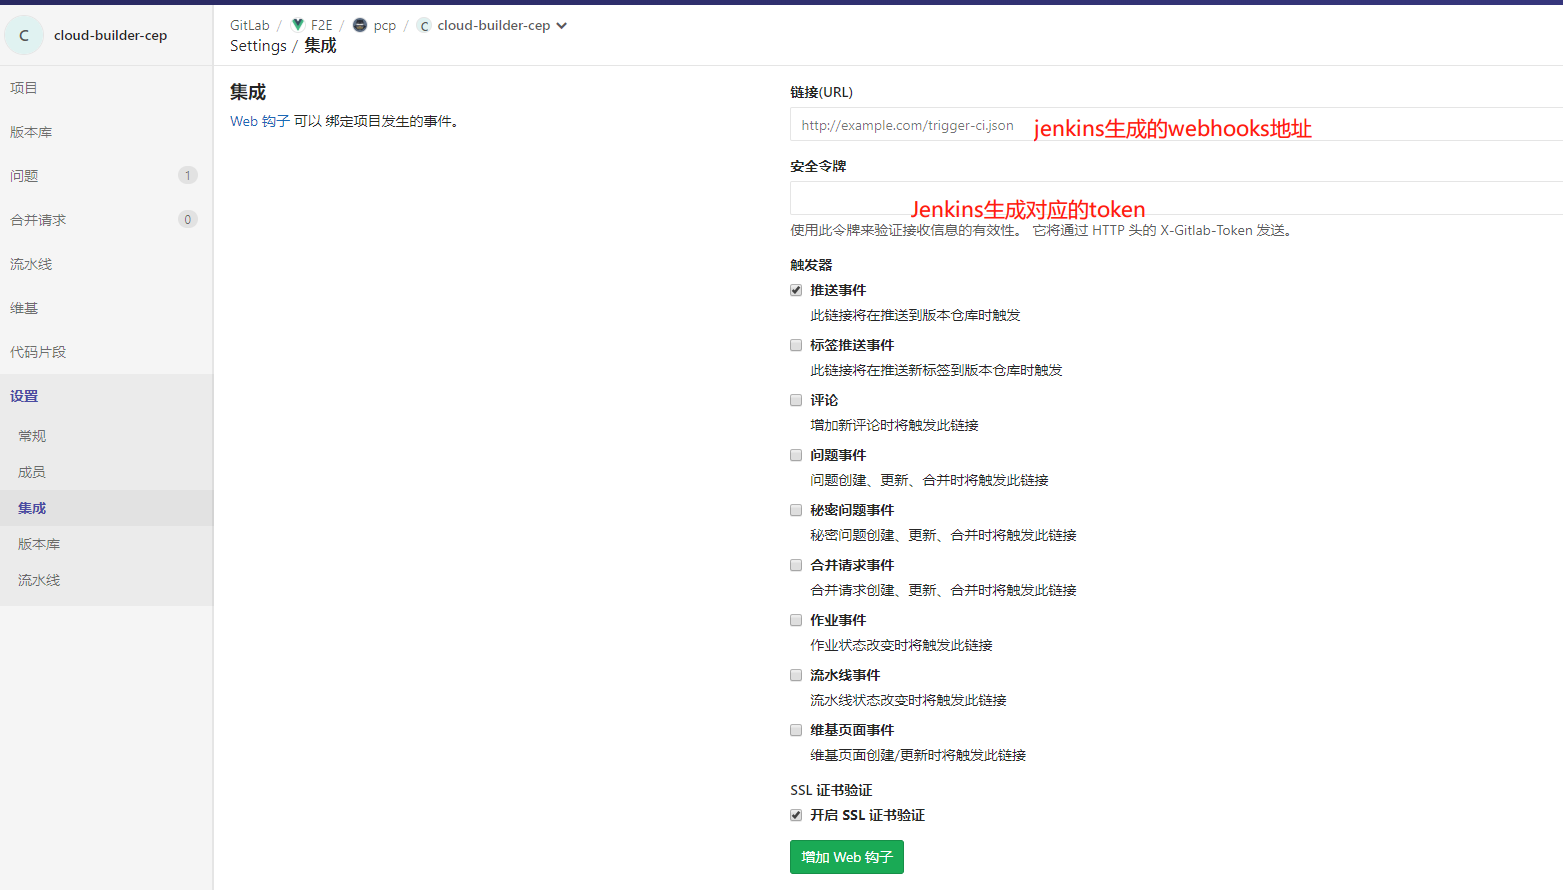 C cloud-builder-cep
项目
版本库
问题 1
合并请求 0
流水线
维基
代码片段
设置
常规
成员
集成
版本库
流水线
GitLab / F2E / pcp / C cloud-builder-cep
Settings / 集成
集成
Web 钩子 可以 绑定项目发生的事件。
链接(URL)
http://example.com/trigger-ci.json jenkins生成的webhooks地址
安全令牌
Jenkins生成对应的token
使用此令牌来验证接收信息的有效性。 它将通过 HTTP 头的 X-Gitlab-Token 发送。
触发器
推送事件
此链接将在推送到版本仓库时触发
标签推送事件
此链接将在推送新标签到版本仓库时触发
评论
增加新评论时将触发此链接
问题事件
问题创建、更新、合并时将触发此链接
秘密问题事件
秘密问题创建、更新、合并时将触发此链接
合并请求事件
合并请求创建、更新、合并时将触发此链接
作业事件
作业状态改变时将触发此链接
流水线事件
流水线状态改变时将触发此链接
维基页面事件
维基页面创建/更新时将触发此链接
SSL 证书验证
开启 SSL 证书验证
增加 Web 钩子